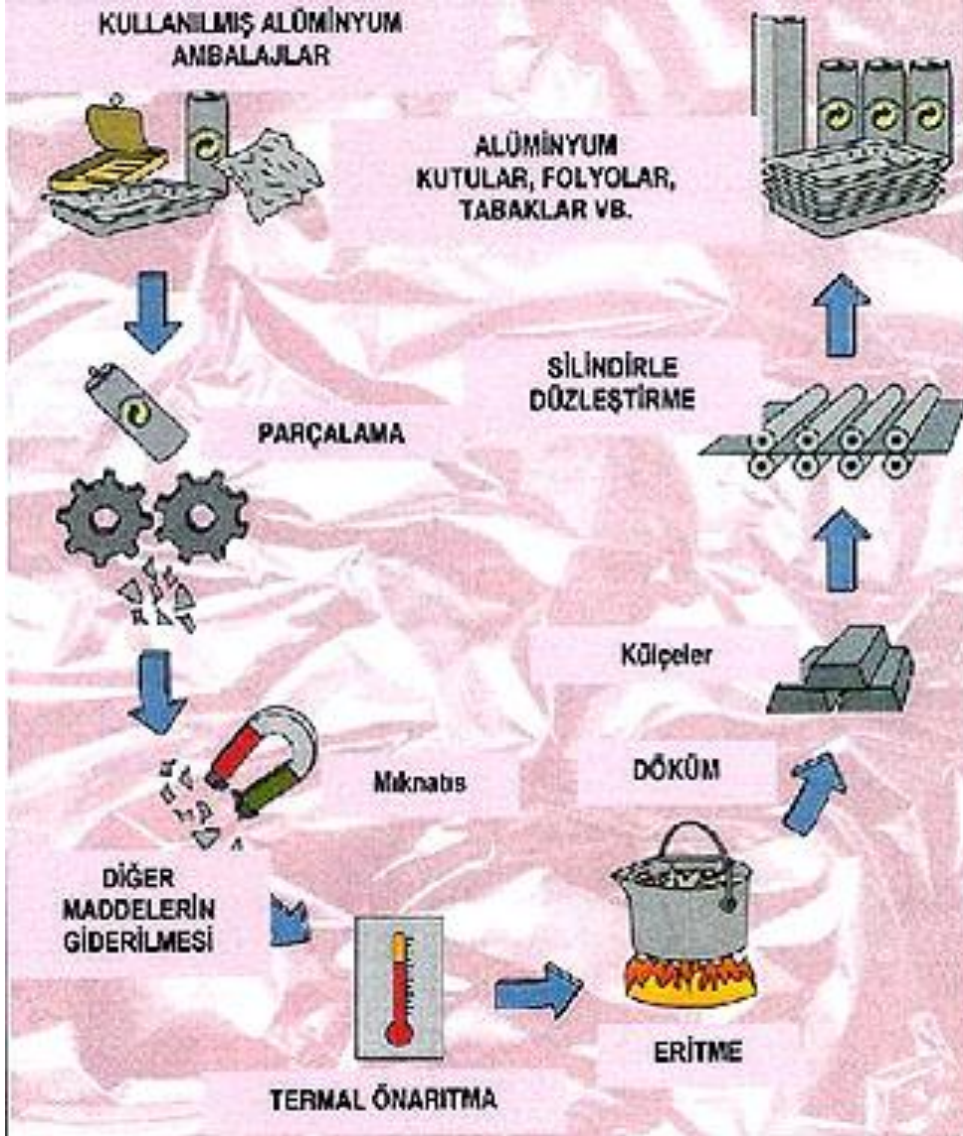 KULLANILMIŞ ALÜMİNYUM
AMBALAJLAR
ALÜMİNYUM
KUTULAR, FOLYOLAR,
TABAKLAR VB.
PARÇALAMA
SİLİNDİRLE
DÜZLEŞTİRME
Külçeler
Mıknatıs
DÖKÜM
DİĞER
MADDELERİN
GİDERİLMESİ
ERİTME
TERMAL ÖNARITMA